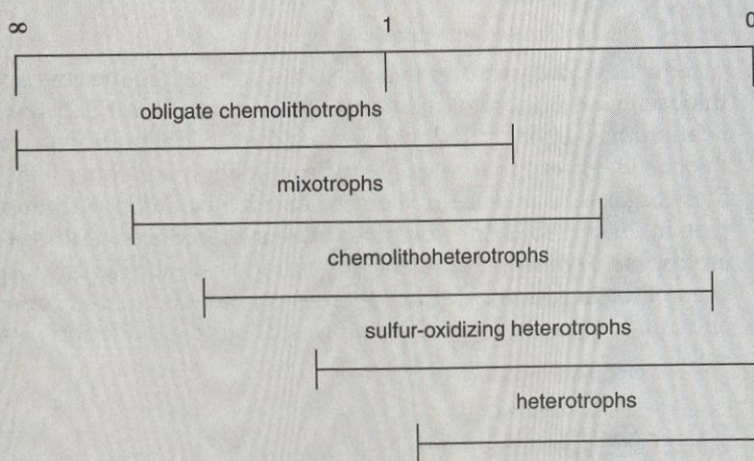 ∞ 1 0
obligate chemolithotrophs
mixotrophs
chemolithoheterotrophs
sulfur-oxidizing heterotrophs
heterotrophs